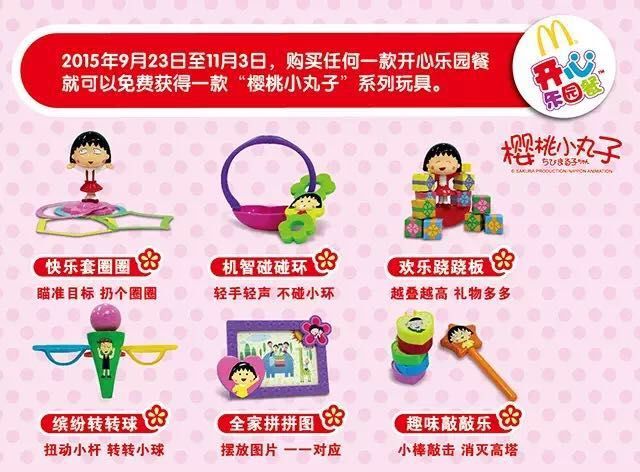 2015年9月23日至11月3日，购买任何一款开心乐园餐
就可以免费获得一款“樱桃小丸子”系列玩具。
开心
乐园餐
TM
樱桃小丸子
ちびまる子ちゃん
© SAKURA PRODUCTION/NIPPON ANIMATION
快乐套圈圈
瞄准目标 扔个圈圈
机智碰碰环
轻手轻声 不碰小环
欢乐跷跷板
越叠越高 礼物多多
缤纷转转球
扭动小杆 转转小球
全家拼拼图
摆放图片 一一对应
趣味敲敲乐
小棒敲击 消灭高塔